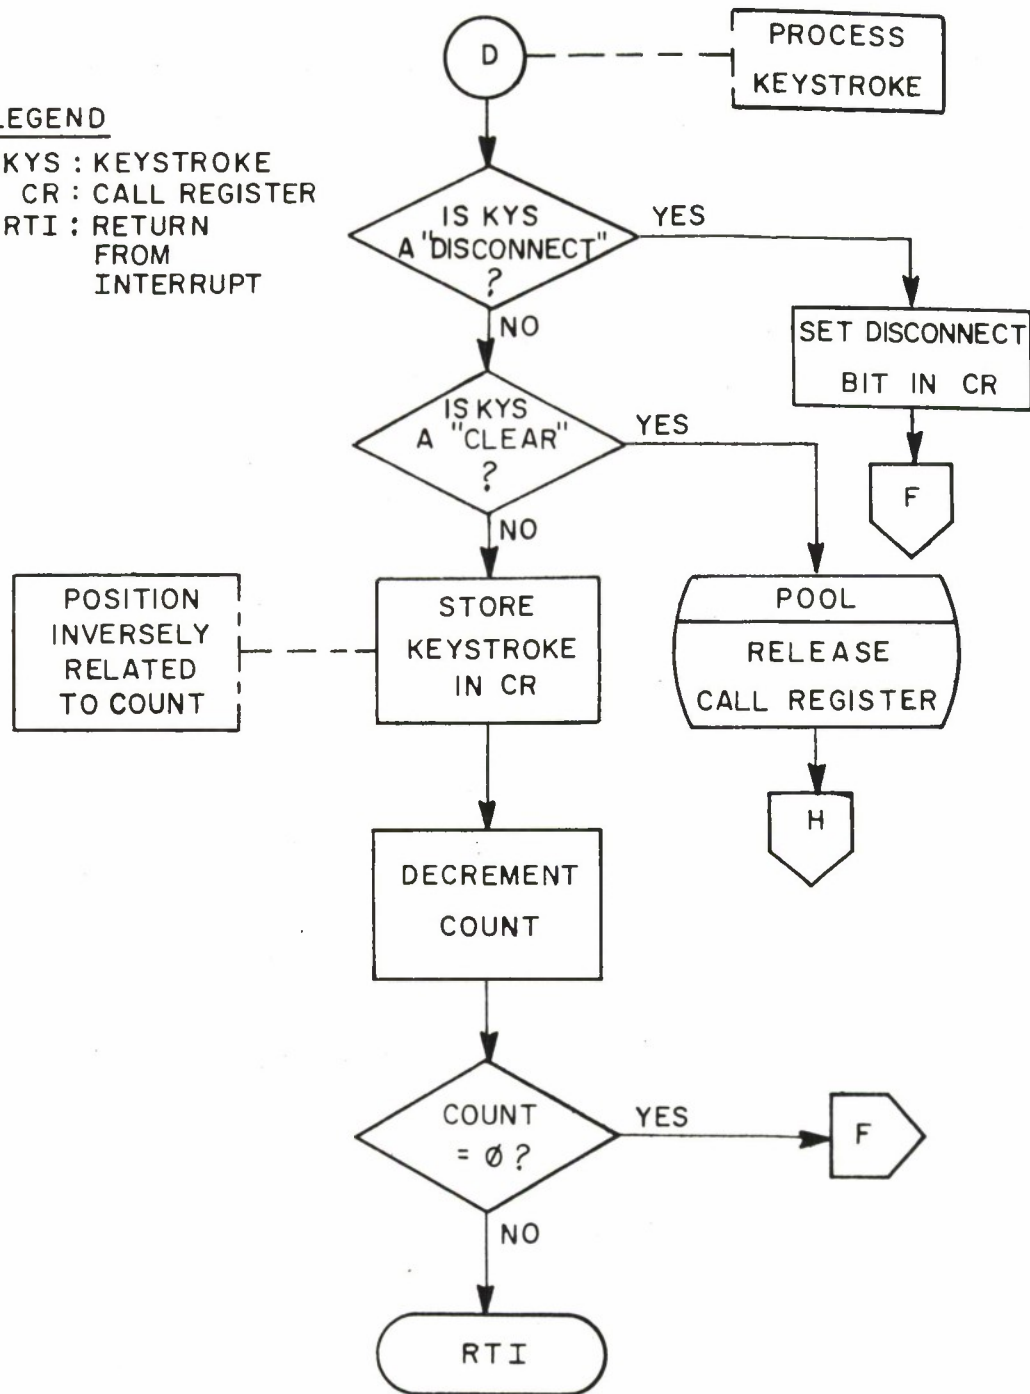 D
PROCESS
KEYSTROKE
LEGEND
KYS : KEYSTROKE
CR : CALL REGISTER
RTI : RETURN
FROM
INTERRUPT
IS KYS
A "DISCONNECT"
?
YES
NO
SET DISCONNECT
BIT IN CR
F
IS KYS
A "CLEAR"
?
YES
NO
POSITION
INVERSELY
RELATED
TO COUNT
STORE
KEYSTROKE
IN CR
POOL
RELEASE
CALL REGISTER
H
DECREMENT
COUNT
COUNT
= Ø ?
YES
F
NO
RTI